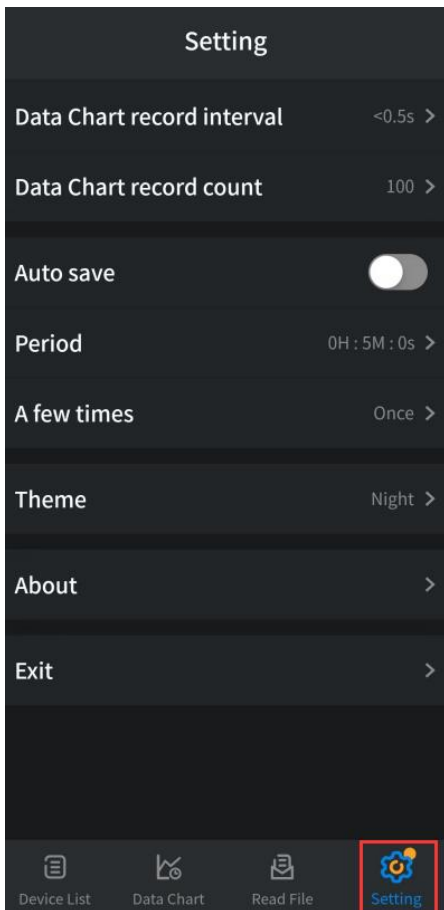 Setting
Data Chart record interval <0.5s >
Data Chart record count 100 >
Auto save
Period 0H : 5M : 0s >
A few times Once >
Theme Night >
About >
Exit >
Device List Data Chart Read File Setting